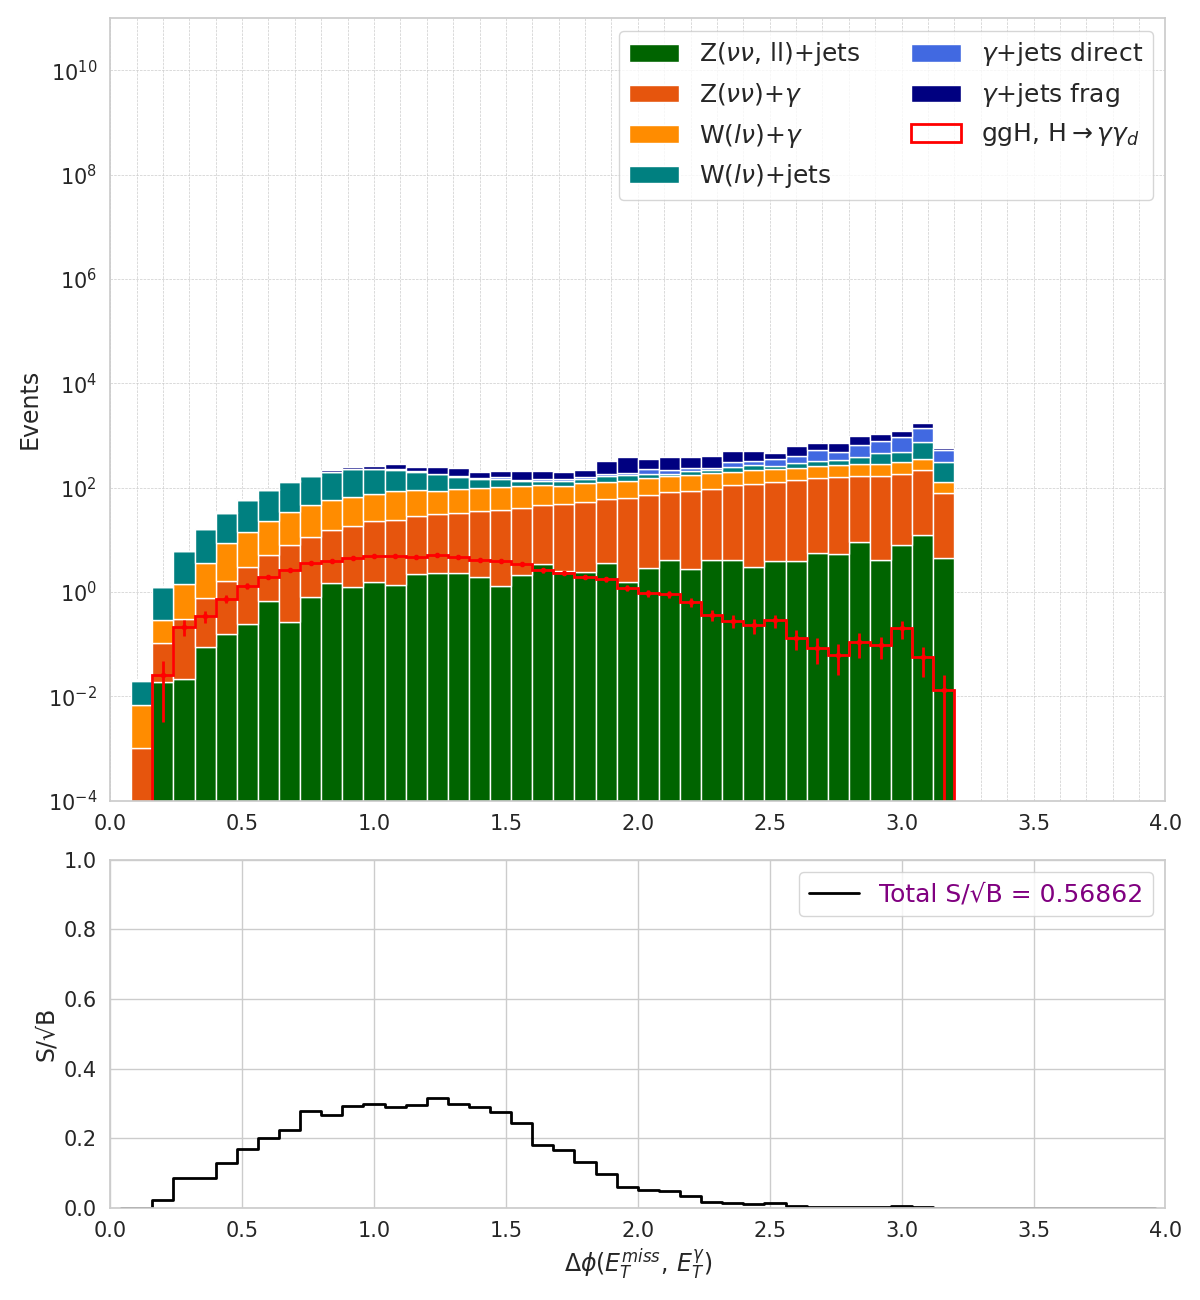 Z(νν, ll)+jets
Z(νν)+γ
W(lν)+γ
W(lν)+jets
γ+jets direct
γ+jets frag
ggH, H→γγ_d
Events
10^10
10^8
10^6
10^4
10^2
10^0
10^−2
10^−4
0.0 0.5 1.0 1.5 2.0 2.5 3.0 3.5 4.0
Total S/√B = 0.56862
S/√B
1.0
0.8
0.6
0.4
0.2
0.0
0.0 0.5 1.0 1.5 2.0 2.5 3.0 3.5 4.0
Δϕ(E_T^miss, E_T^γ)